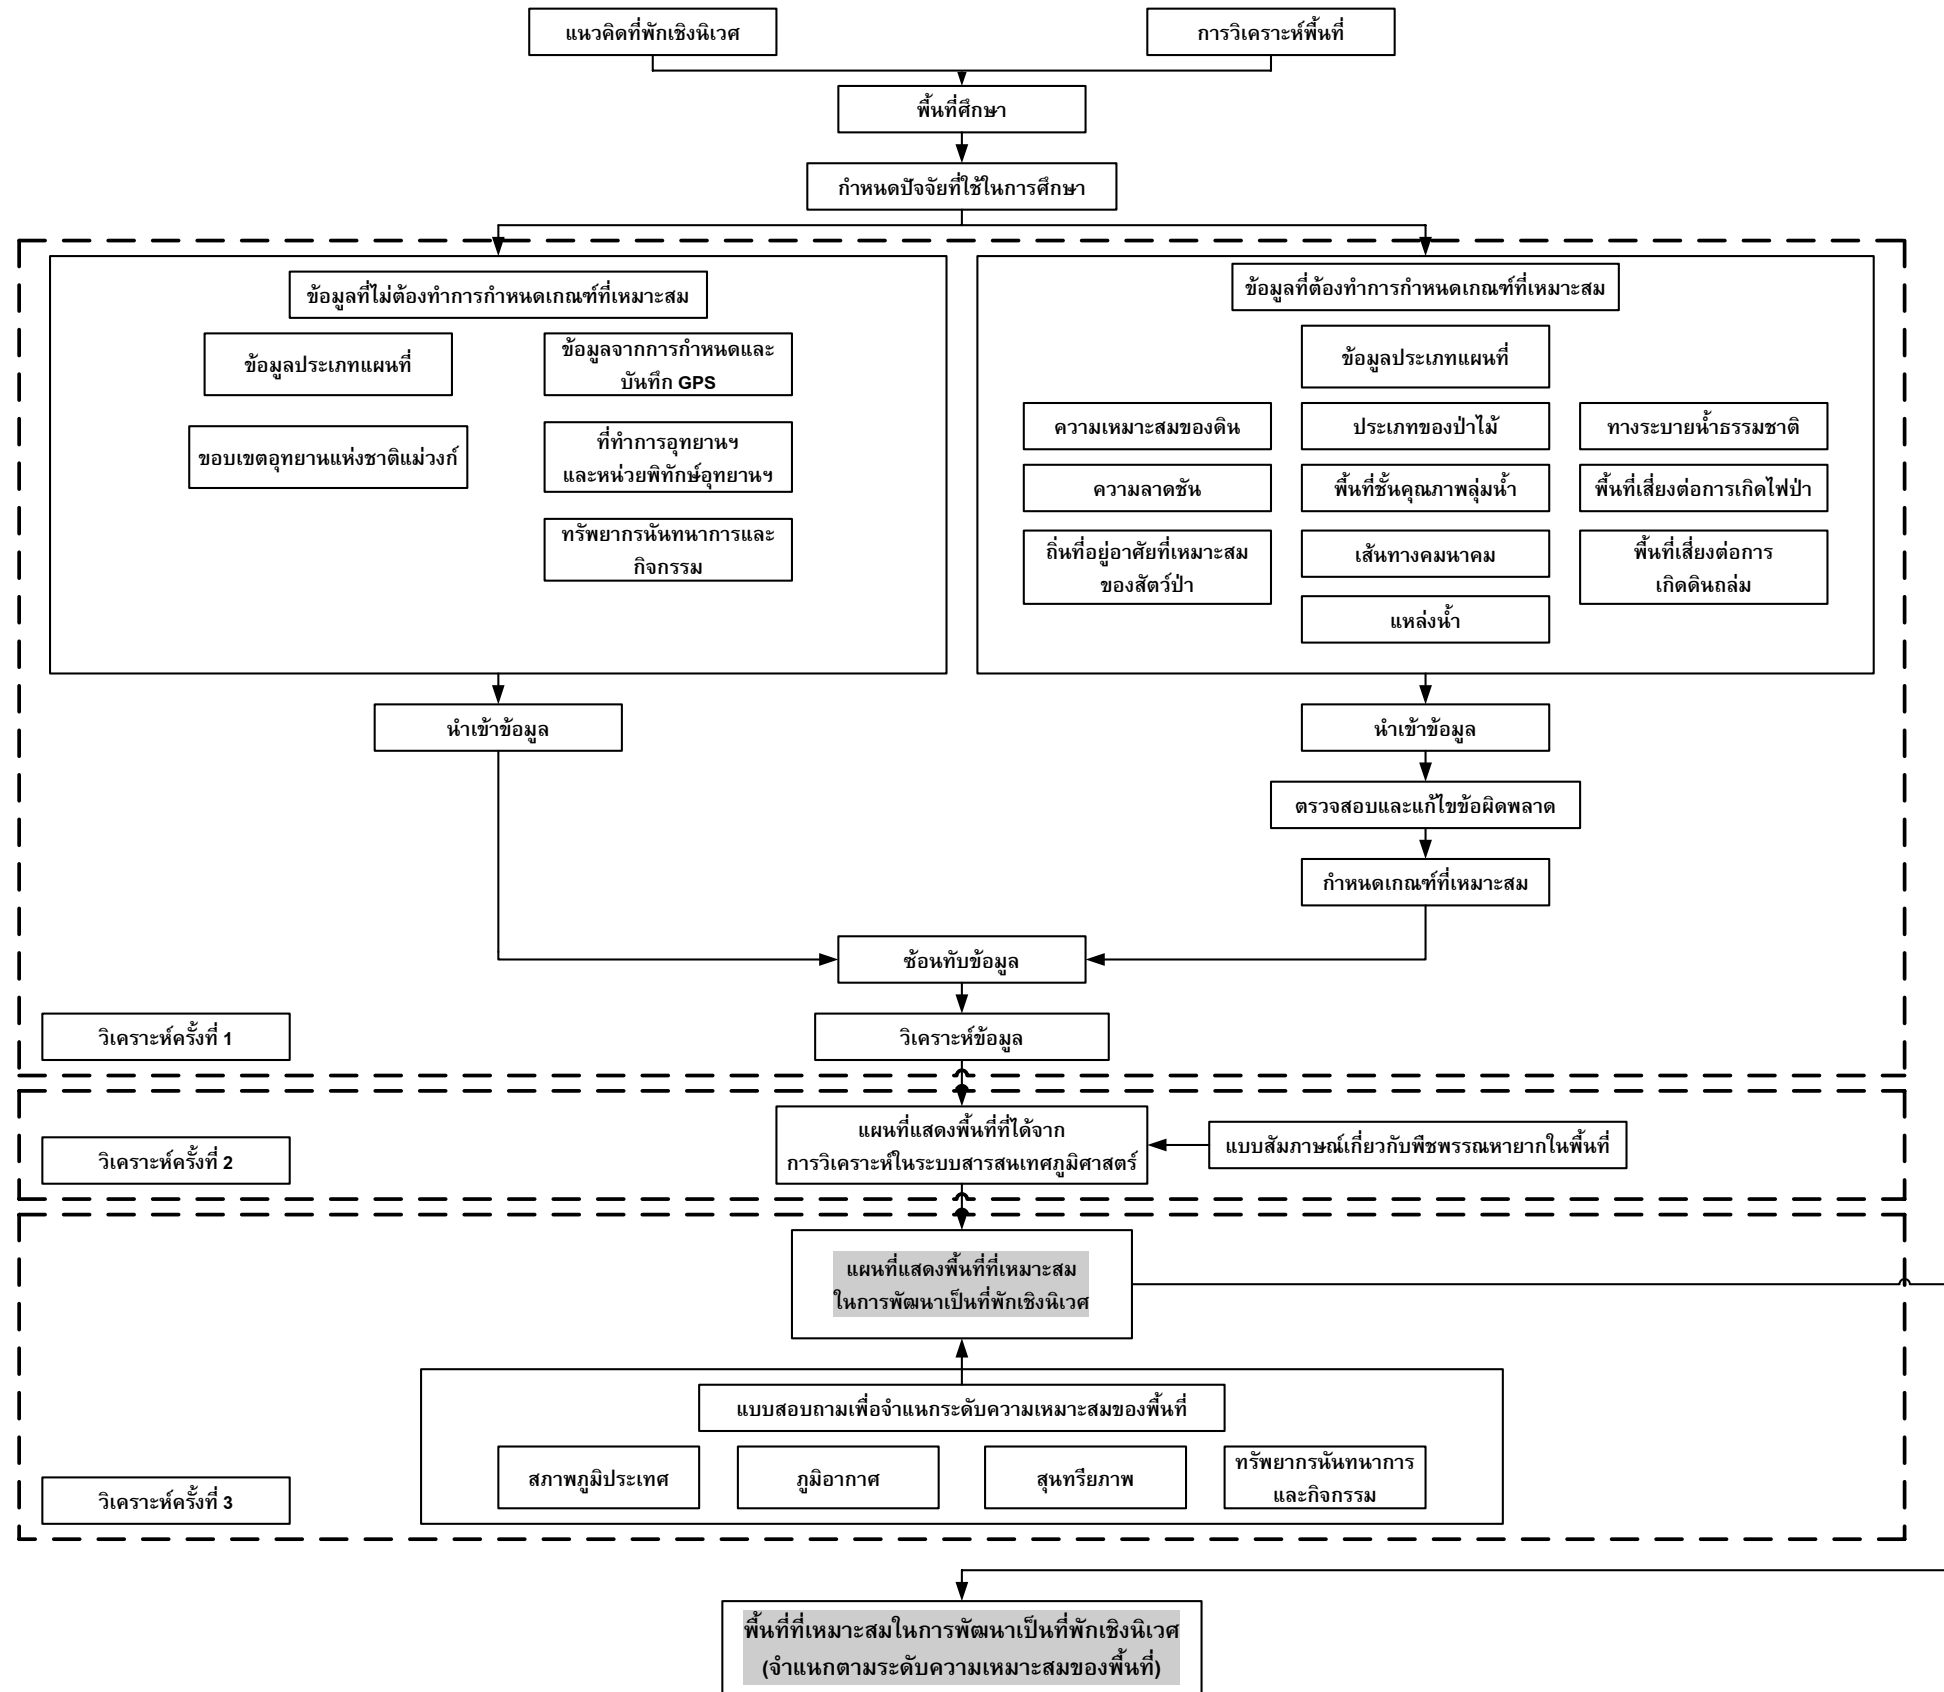 แนวคิดที่พักเชิงนิเวศ
การวิเคราะห์พื้นที่
พื้นที่ศึกษา
กำหนดปัจจัยที่ใช้ในการศึกษา
ข้อมูลที่ไม่ต้องทำการกำหนดเกณฑ์ที่เหมาะสม
ข้อมูลประเภทแผนที่
ข้อมูลจากการกำหนดและ
บันทึก GPS
ขอบเขตอุทยานแห่งชาติแม่วงก์
ที่ทำการอุทยานฯ
และหน่วยพิทักษ์อุทยานฯ
ทรัพยากรนันทนาการและ
กิจกรรม
ข้อมูลที่ต้องทำการกำหนดเกณฑ์ที่เหมาะสม
ข้อมูลประเภทแผนที่
ความเหมาะสมของดิน
ประเภทของป่าไม้
ทางระบายน้ำธรรมชาติ
ความลาดชัน
พื้นที่ชั้นคุณภาพลุ่มน้ำ
พื้นที่เสี่ยงต่อการเกิดไฟป่า
ถิ่นที่อยู่อาศัยที่เหมาะสม
ของสัตว์ป่า
เส้นทางคมนาคม
พื้นที่เสี่ยงต่อการ
เกิดดินถล่ม
แหล่งน้ำ
นำเข้าข้อมูล
นำเข้าข้อมูล
ตรวจสอบและแก้ไขข้อผิดพลาด
กำหนดเกณฑ์ที่เหมาะสม
ซ้อนทับข้อมูล
วิเคราะห์ครั้งที่ 1
วิเคราะห์ข้อมูล
วิเคราะห์ครั้งที่ 2
แผนที่แสดงพื้นที่ที่ได้จาก
การวิเคราะห์ในระบบสารสนเทศภูมิศาสตร์
แบบสัมภาษณ์เกี่ยวกับพืชพรรณหายากในพื้นที่
แผนที่แสดงพื้นที่ที่เหมาะสม
ในการพัฒนาเป็นที่พักเชิงนิเวศ
แบบสอบถามเพื่อจำแนกระดับความเหมาะสมของพื้นที่
สภาพภูมิประเทศ
ภูมิอากาศ
สุนทรียภาพ
ทรัพยากรนันทนาการ
และกิจกรรม
วิเคราะห์ครั้งที่ 3
พื้นที่ที่เหมาะสมในการพัฒนาเป็นที่พักเชิงนิเวศ
(จำแนกตามระดับความเหมาะสมของพื้นที่)